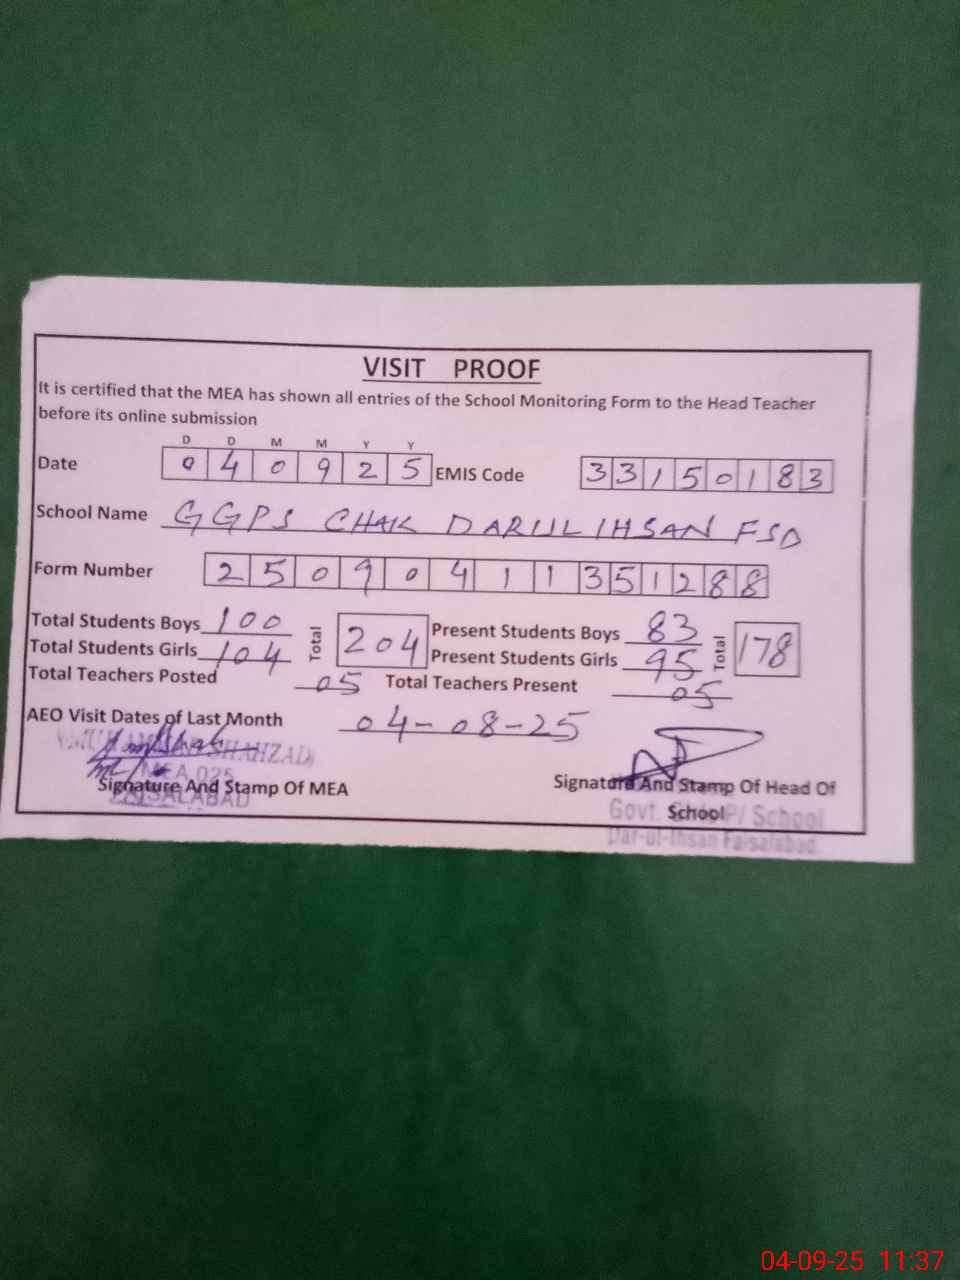 VISIT PROOF
It is certified that the MEA has shown all entries of the School Monitoring Form to the Head Teacher
before its online submission
D D M M Y Y
Date 0 4 0 9 2 5 EMIS Code 3 3 1 5 0 1 8 3
School Name GGPS CHAK DARUL IHSAN FSD
Form Number 2 5 0 9 0 4 1 1 3 5 1 2 8 8
Total Students Boys 100 Total 204 Present Students Boys 83 Total 178
Total Students Girls 104 Present Students Girls 95
Total Teachers Posted 05 Total Teachers Present 05
AEO Visit Dates of Last Month 04-08-25
SHAHZAD
MEA 025
FAISALABAD
Signature And Stamp Of MEA
Signature And Stamp Of Head Of
School
Govt. P/ School
Dar-ul-Ihsan Faisalabad
04-09-25 11:37